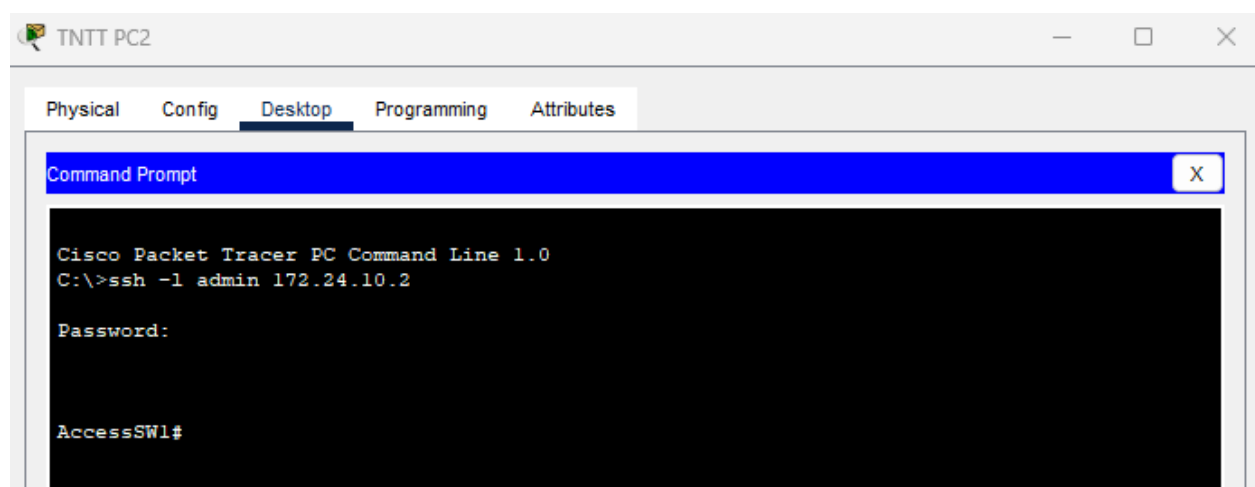 TNTT PC2
Physical Config Desktop Programming Attributes
Command Prompt X
Cisco Packet Tracer PC Command Line 1.0
C:\>ssh -l admin 172.24.10.2
Password:
AccessSW1#